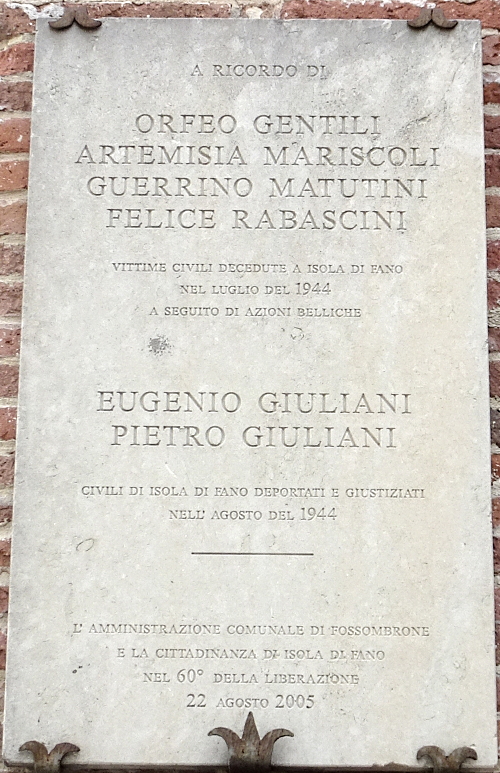 A RICORDO DI
ORFEO GENTILI
ARTEMISIA MARISCOLI
GUERRINO MATUTINI
FELICE RABASCINI
VITTIME CIVILI DECEDUTE A ISOLA DI FANO
NEL LUGLIO DEL 1944
A SEGUITO DI AZIONI BELLICHE
EUGENIO GIULIANI
PIETRO GIULIANI
CIVILI DI ISOLA DI FANO DEPORTATI E GIUSTIZIATI
NELL' AGOSTO DEL 1944
L' AMMINISTRAZIONE COMUNALE DI FOSSOMBRONE
E LA CITTADINANZA DI ISOLA DI FANO
NEL 60° DELLA LIBERAZIONE
22 AGOSTO 2005